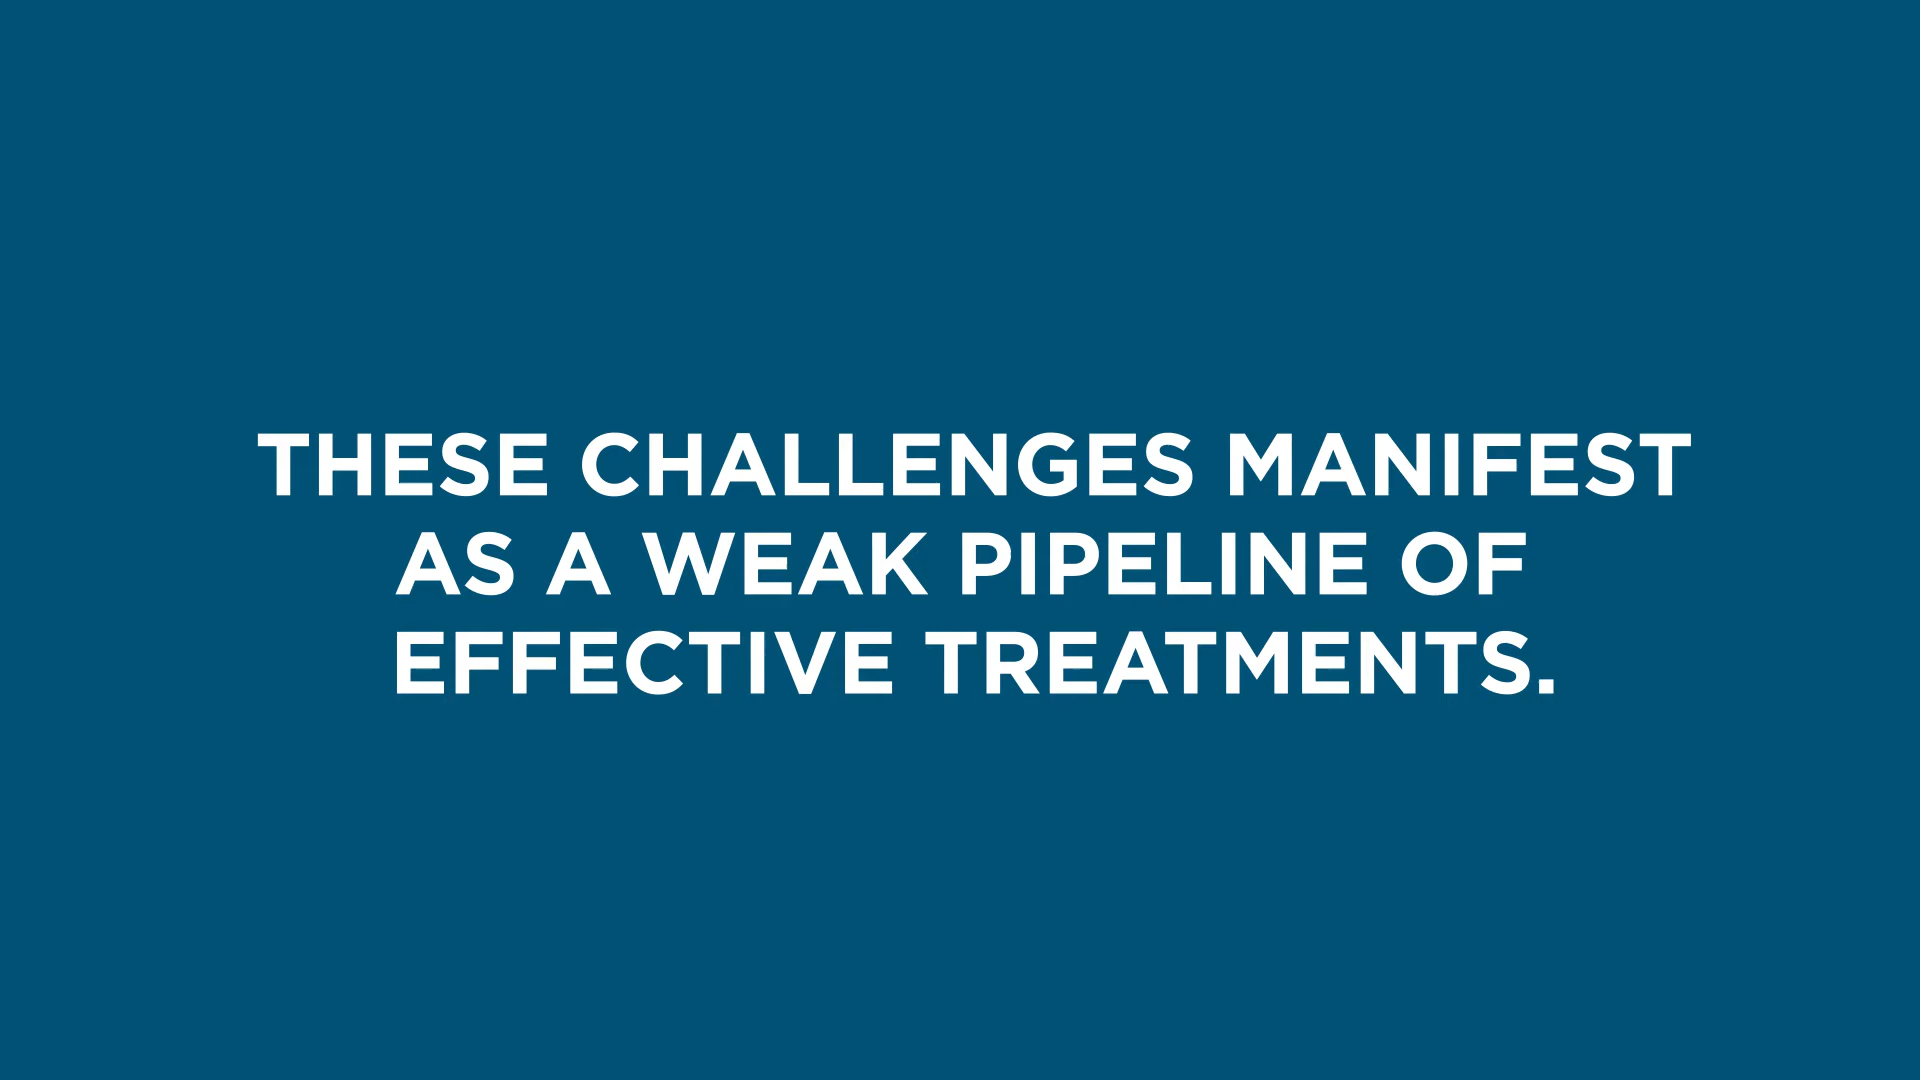 THESE CHALLENGES MANIFEST
AS A WEAK PIPELINE OF
EFFECTIVE TREATMENTS.